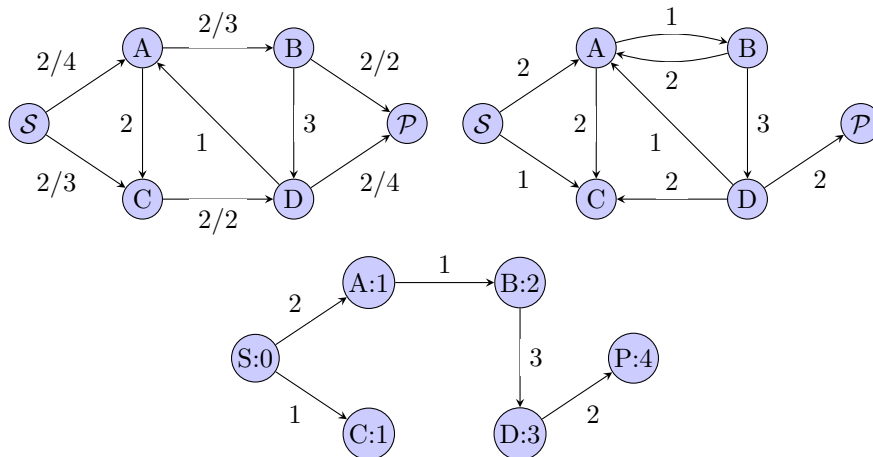 A 2/3 B
2/4 2/2
S 2 1 3 P
2/3 2/4
C 2/2 D
A 1 B
2 2
S 2 1 3 P
1 2 2
C D
A:1 1 B:2
2
S:0 3 P:4
1 2
C:1 D:3